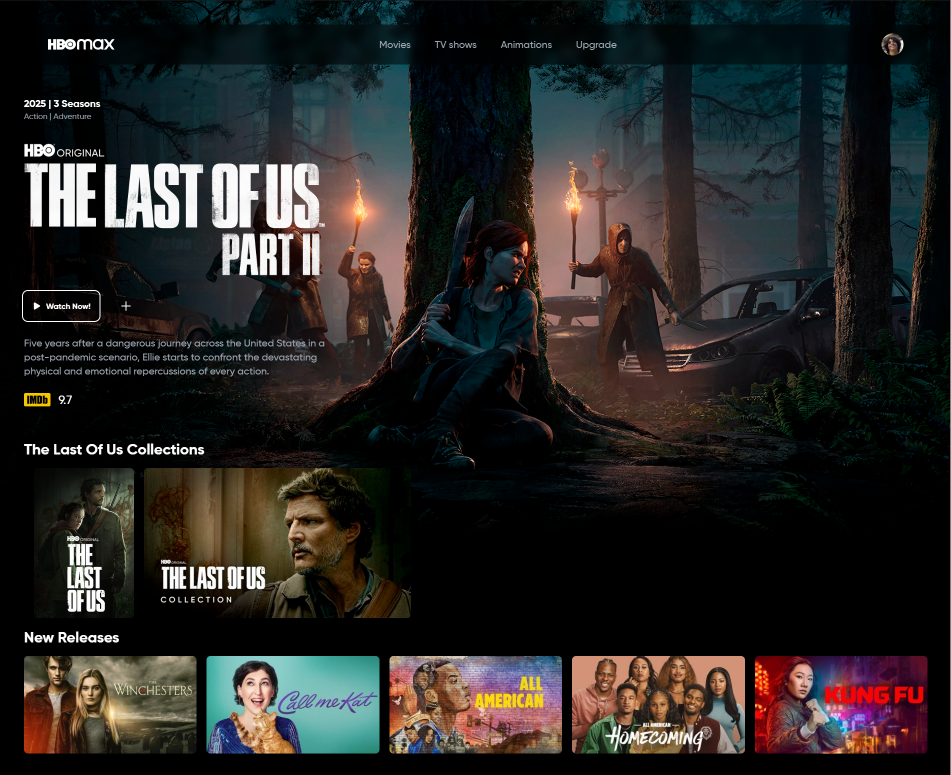 HBOmax
Movies
TV shows
Animations
Upgrade
2025 | 3 Seasons
Action | Adventure
HBO ORIGINAL
THE LAST OF US
PART II
Watch Now!
Five years after a dangerous journey across the United States in a
post-pandemic scenario, Ellie starts to confront the devastating
physical and emotional repercussions of every action.
IMDb 9.7
The Last Of Us Collections
HBO ORIGINAL
THE
LAST
OF US
HBO ORIGINAL
THE LAST OF US
COLLECTION
New Releases
THE
WINCHESTERS
Call me Kat
ALL
AMERICAN
ALL AMERICAN
HOMECOMING
KUNG FU